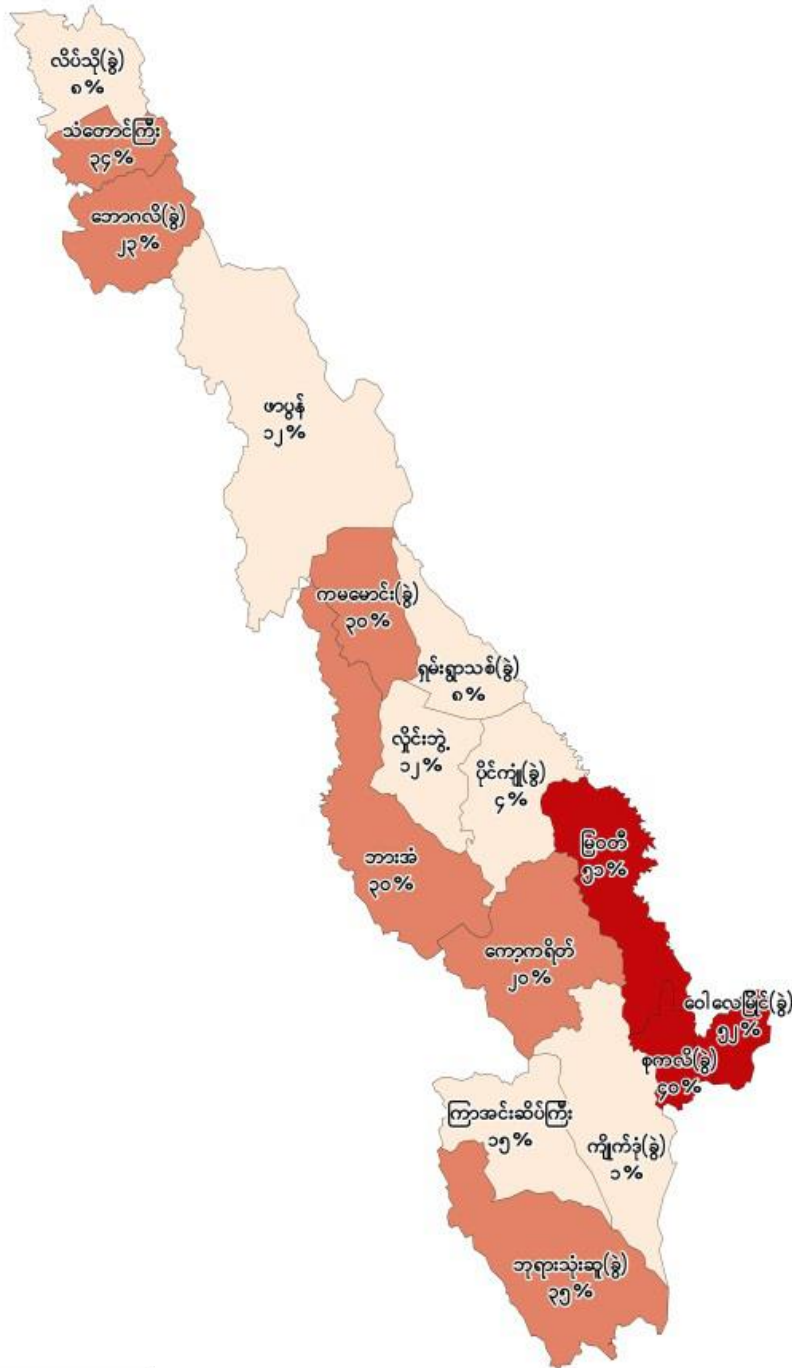 လိပ်သို(ခွဲ)
၈%
သံတောင်ကြီး
၃၄%
ဘောဂလိ(ခွဲ)
၂၃%
ဖာပွန်
၁၂%
ကမမောင်း(ခွဲ)
၃၀%
ရှမ်းရွာသစ်(ခွဲ)
၈%
လှိုင်းဘွဲ့
၁၂%
ပိုင်ကျုံ(ခွဲ)
၄%
မြဝတီ
၅၁%
ဘားအံ
၃၀%
ကော့ကရိတ်
၂၀%
ဝေါလေမြိုင်(ခွဲ)
၅၂%
စုကလိ(ခွဲ)
၄၀%
ကြာအင်းဆိပ်ကြီး
၁၅%
ကျိုက်ဒုံ(ခွဲ)
၁%
ဘုရားသုံးဆူ(ခွဲ)
၃၅%